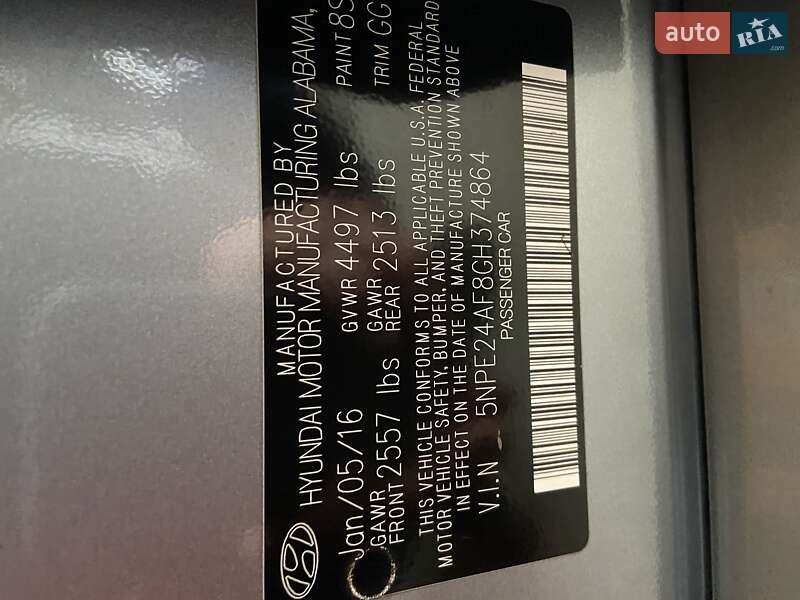 auto RIA .com
MANUFACTURED BY
HYUNDAI MOTOR MANUFACTURING ALABAMA,
Jan/05/16 GVWR 4497 lbs PAINT 8S
GAWR FRONT 2557 lbs GAWR REAR 2513 lbs TRIM GG
THIS VEHICLE CONFORMS TO ALL APPLICABLE U.S.A. FEDERAL
MOTOR VEHICLE SAFETY, BUMPER, AND THEFT PREVENTION STANDARD
IN EFFECT ON THE DATE OF MANUFACTURE SHOWN ABOVE
V.I.N 5NPE24AF8GH374864
PASSENGER CAR